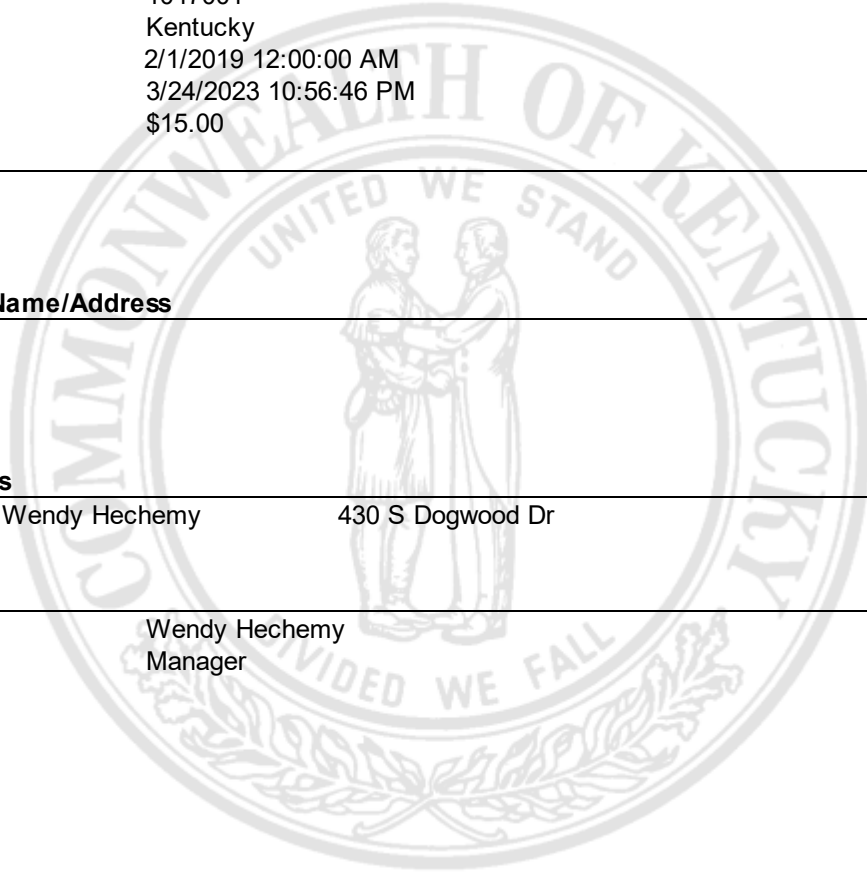 Kentucky
2/1/2019 12:00:00 AM
3/24/2023 10:56:46 PM
$15.00
COMMONWEALTH OF KENTUCKY
UNITED WE STAND
Name/Address
s
Wendy Hechemy 430 S Dogwood Dr
Wendy Hechemy
Manager
DIVIDED WE FALL